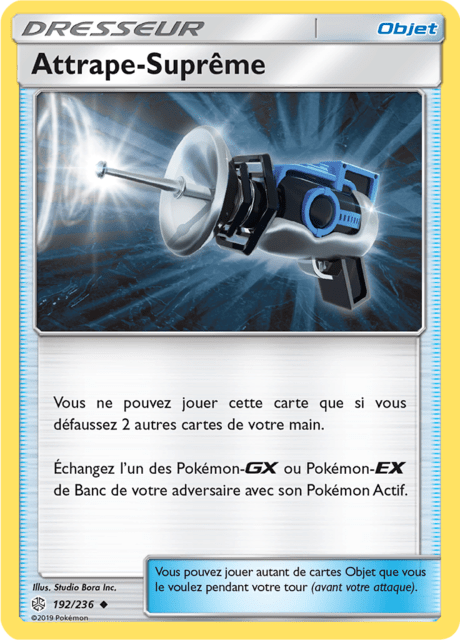 DRESSEUR
Objet
Attrape-Suprême
Vous ne pouvez jouer cette carte que si vous
défaussez 2 autres cartes de votre main.
Échangez l'un des Pokémon-GX ou Pokémon-EX
de Banc de votre adversaire avec son Pokémon Actif.
Vous pouvez jouer autant de cartes Objet que vous
le voulez pendant votre tour (avant votre attaque).
Illus. Studio Bora Inc.
192/236 ◆
©2019 Pokémon